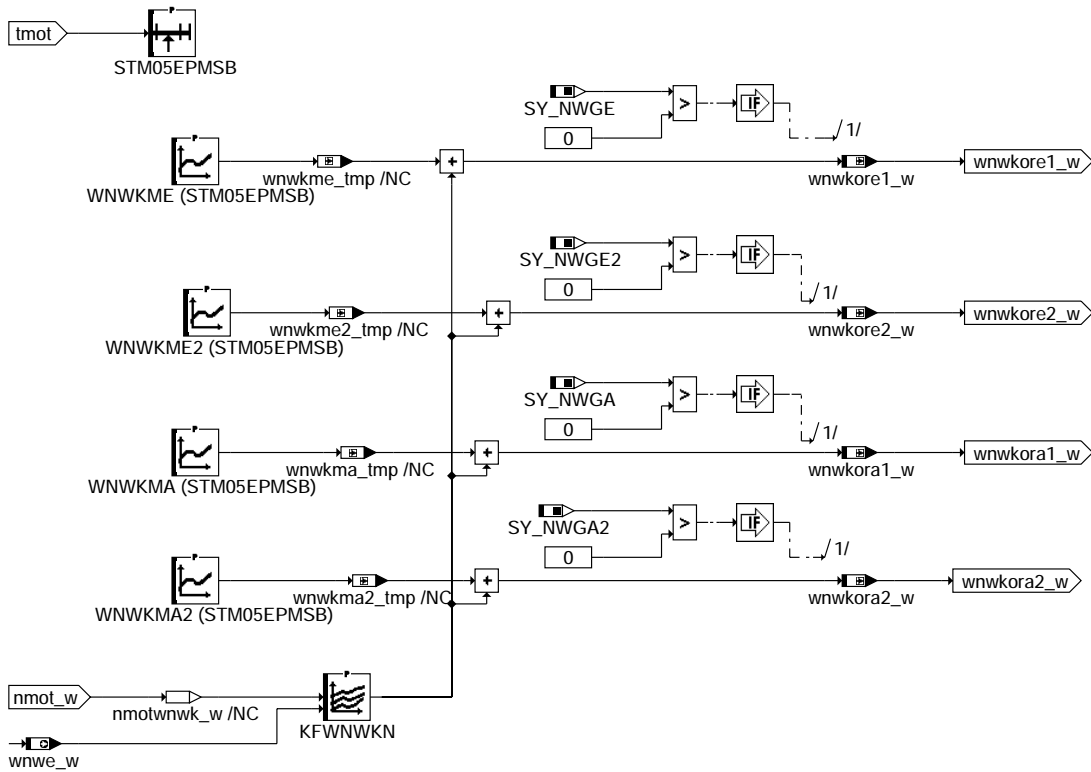 tmot
P
STM05EPMSB
SY_NWGE
0
>
IF
/1/
P
WNWKME (STM05EPMSB)
wnwkme_tmp /NC
+
wnwkore1_w
wnwkore1_w
SY_NWGE2
0
>
IF
/1/
P
WNWKME2 (STM05EPMSB)
wnwkme2_tmp /NC
+
wnwkore2_w
wnwkore2_w
SY_NWGA
0
>
IF
/1/
P
WNWKMA (STM05EPMSB)
wnwkma_tmp /NC
+
wnwkora1_w
wnwkora1_w
SY_NWGA2
0
>
IF
/1/
P
WNWKMA2 (STM05EPMSB)
wnwkma2_tmp /NC
+
wnwkora2_w
wnwkora2_w
nmot_w
nmotwnwk_w /NC
P
KFWNWKN
wnwe_w